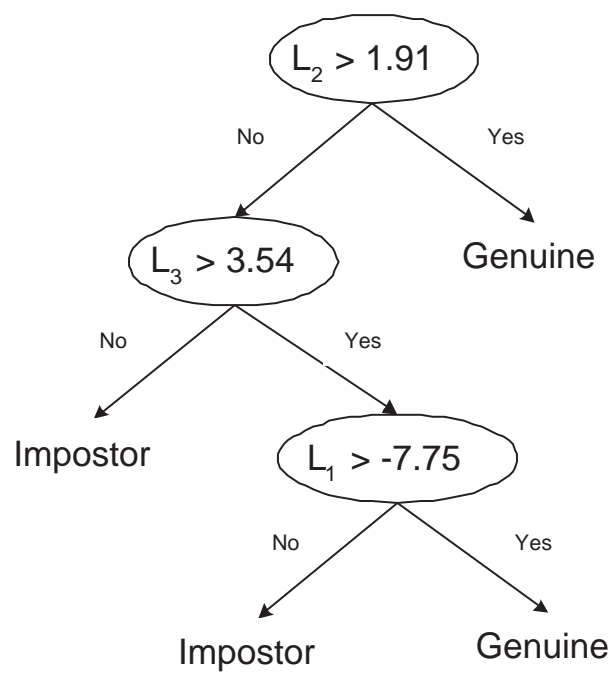 L₂ > 1.91
No
Yes
L₃ > 3.54
Genuine
No
Yes
Impostor
L₁ > -7.75
No
Yes
Impostor
Genuine